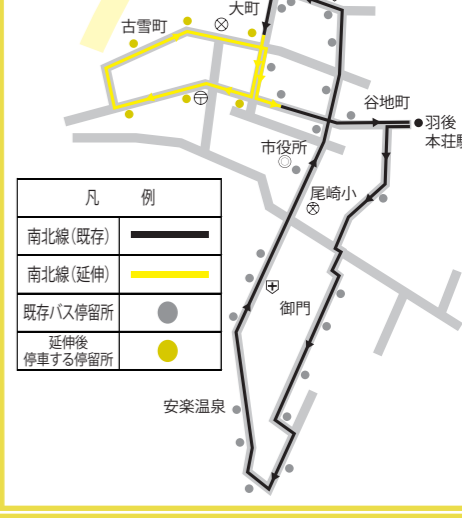 大町
古雪町
谷地町
羽後
本荘駅
市役所
尾崎小
凡 例
南北線(既存)
南北線(延伸)
既存バス停留所
延伸後
停車する停留所
御門
安楽温泉